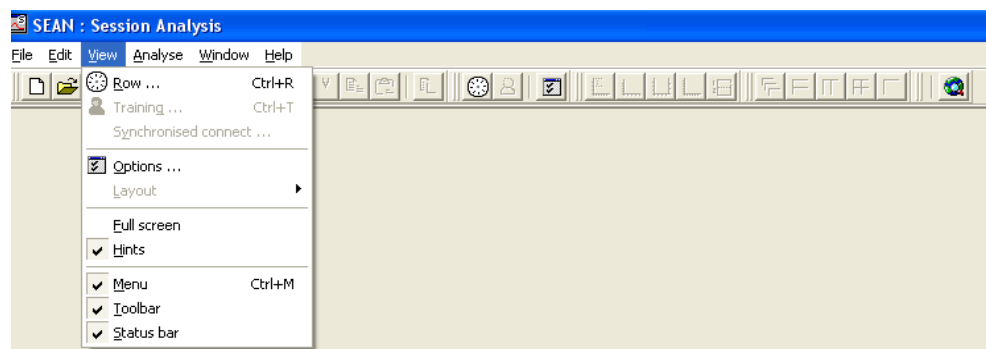 SEAN : Session Analysis
File Edit View Analyse Window Help
Row ... Ctrl+R
Training ... Ctrl+T
Synchronised connect ...
Options ...
Layout
Full screen
Hints
Menu Ctrl+M
Toolbar
Status bar